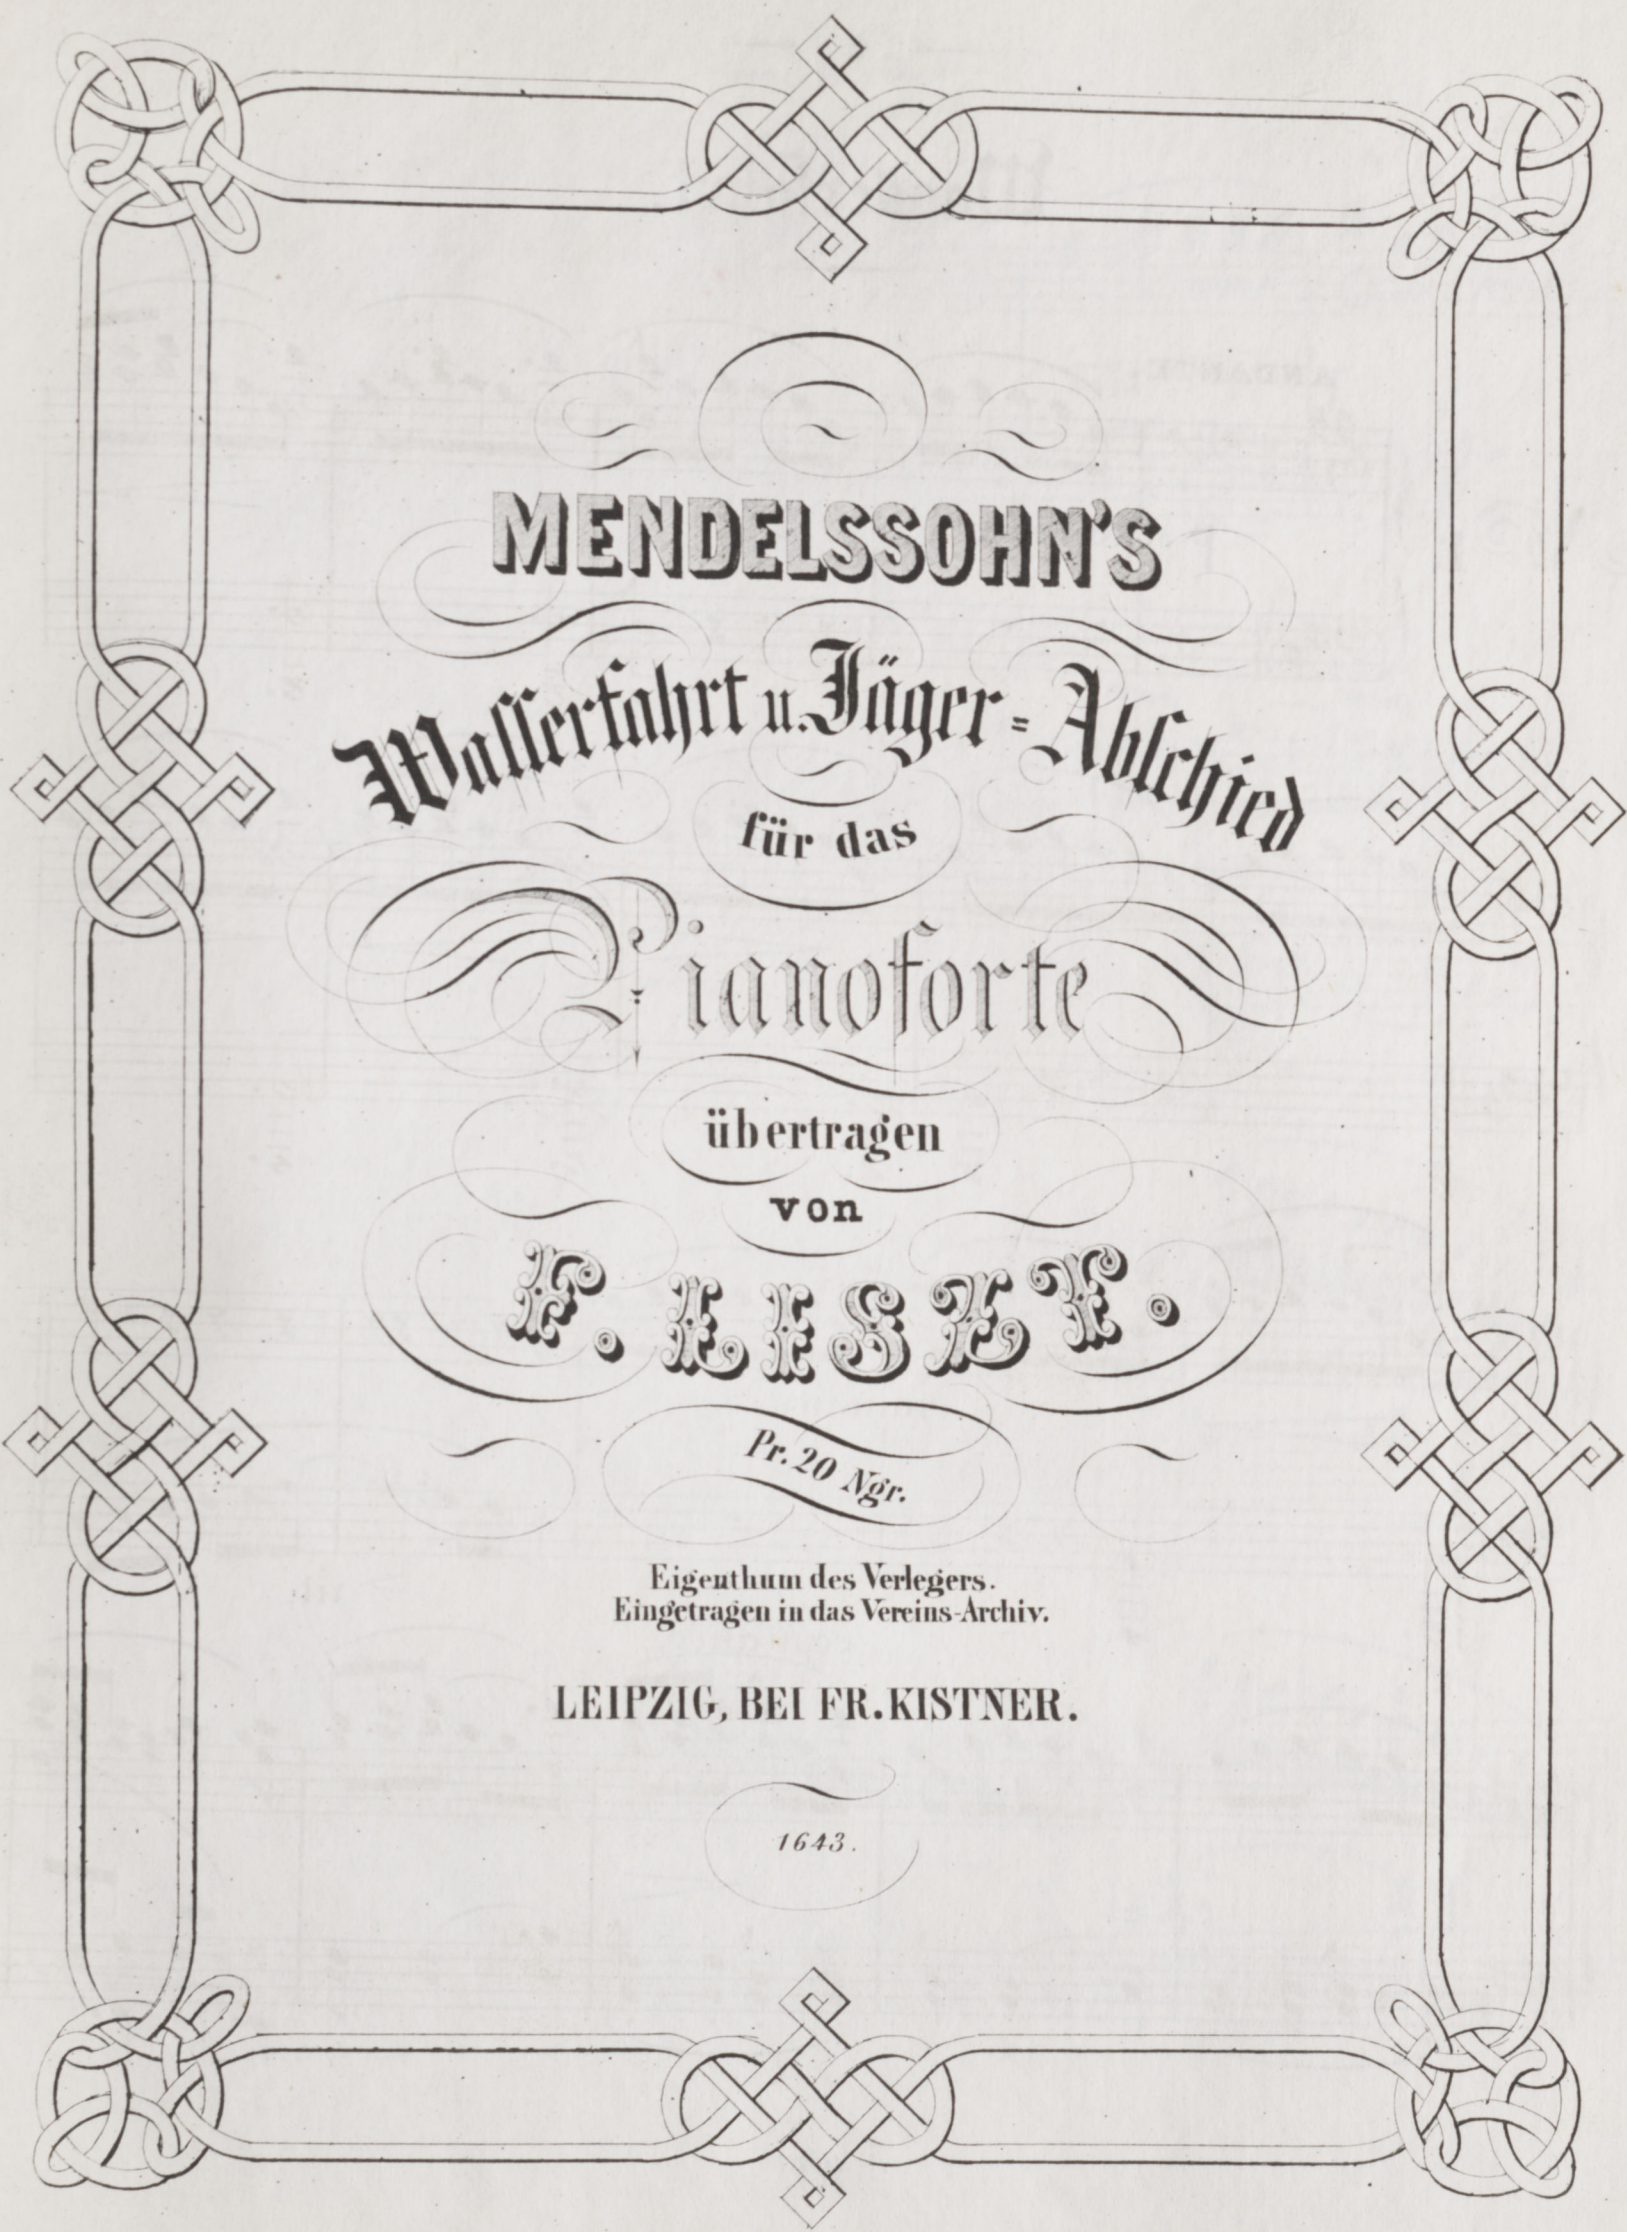 MENDELSSOHN'S
Wasserfahrt u. Jäger=Abschied
für das
Pianoforte
übertragen
von
F. LISZT.
Pr. 20 Ngr.
Eigenthum des Verlegers.
Eingetragen in das Vereins-Archiv.
LEIPZIG, BEI FR. KISTNER.
1643.